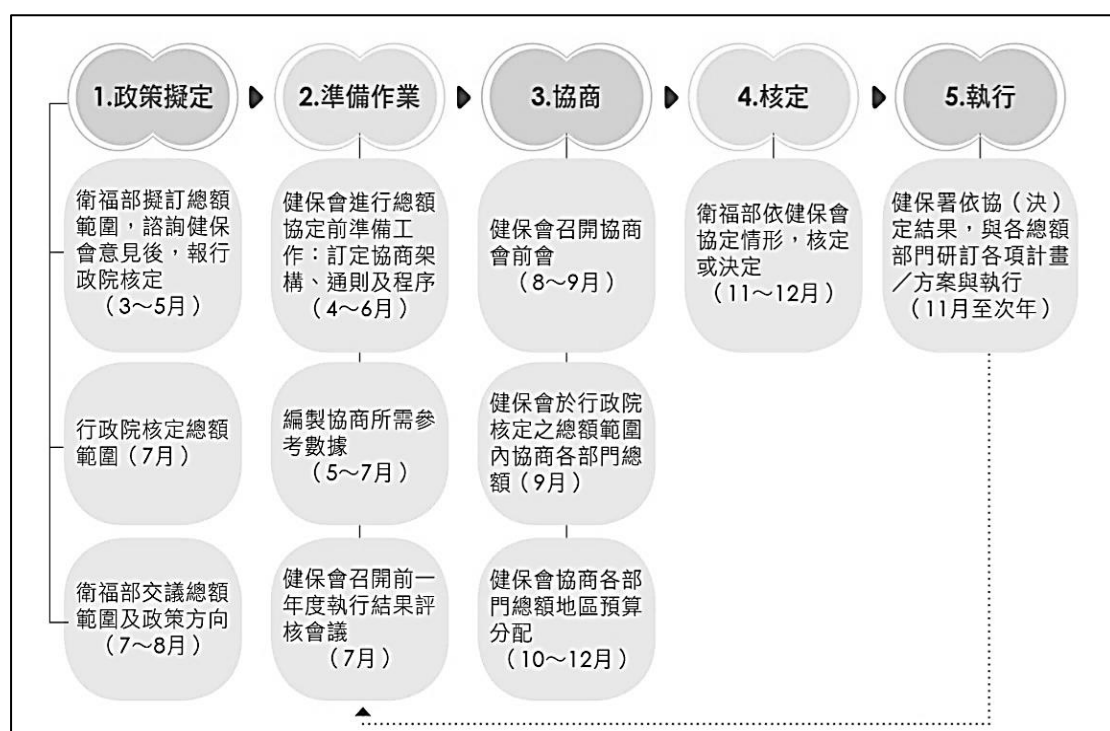 1.政策擬定
2.準備作業
3.協商
4.核定
5.執行
衛福部擬訂總額
範圍，諮詢健保
會意見後，報行
政院核定
（3～5月）
行政院核定總額
範圍（7月）
衛福部交議總額
範圍及政策方向
（7～8月）
健保會進行總額
協定前準備工
作：訂定協商架
構、通則及程序
（4～6月）
編製協商所需參
考數據
（5～7月）
健保會召開前一
年度執行結果評
核會議
（7月）
健保會召開協商
會前會
（8～9月）
健保會於行政院
核定之總額範圍
內協商各部門總
額（9月）
健保會協商各部
門總額地區預算
分配
（10～12月）
衛福部依健保會
協定情形，核定
或決定
（11～12月）
健保署依協（決）
定結果，與各總額
部門研訂各項計畫
／方案與執行
（11月至次年）